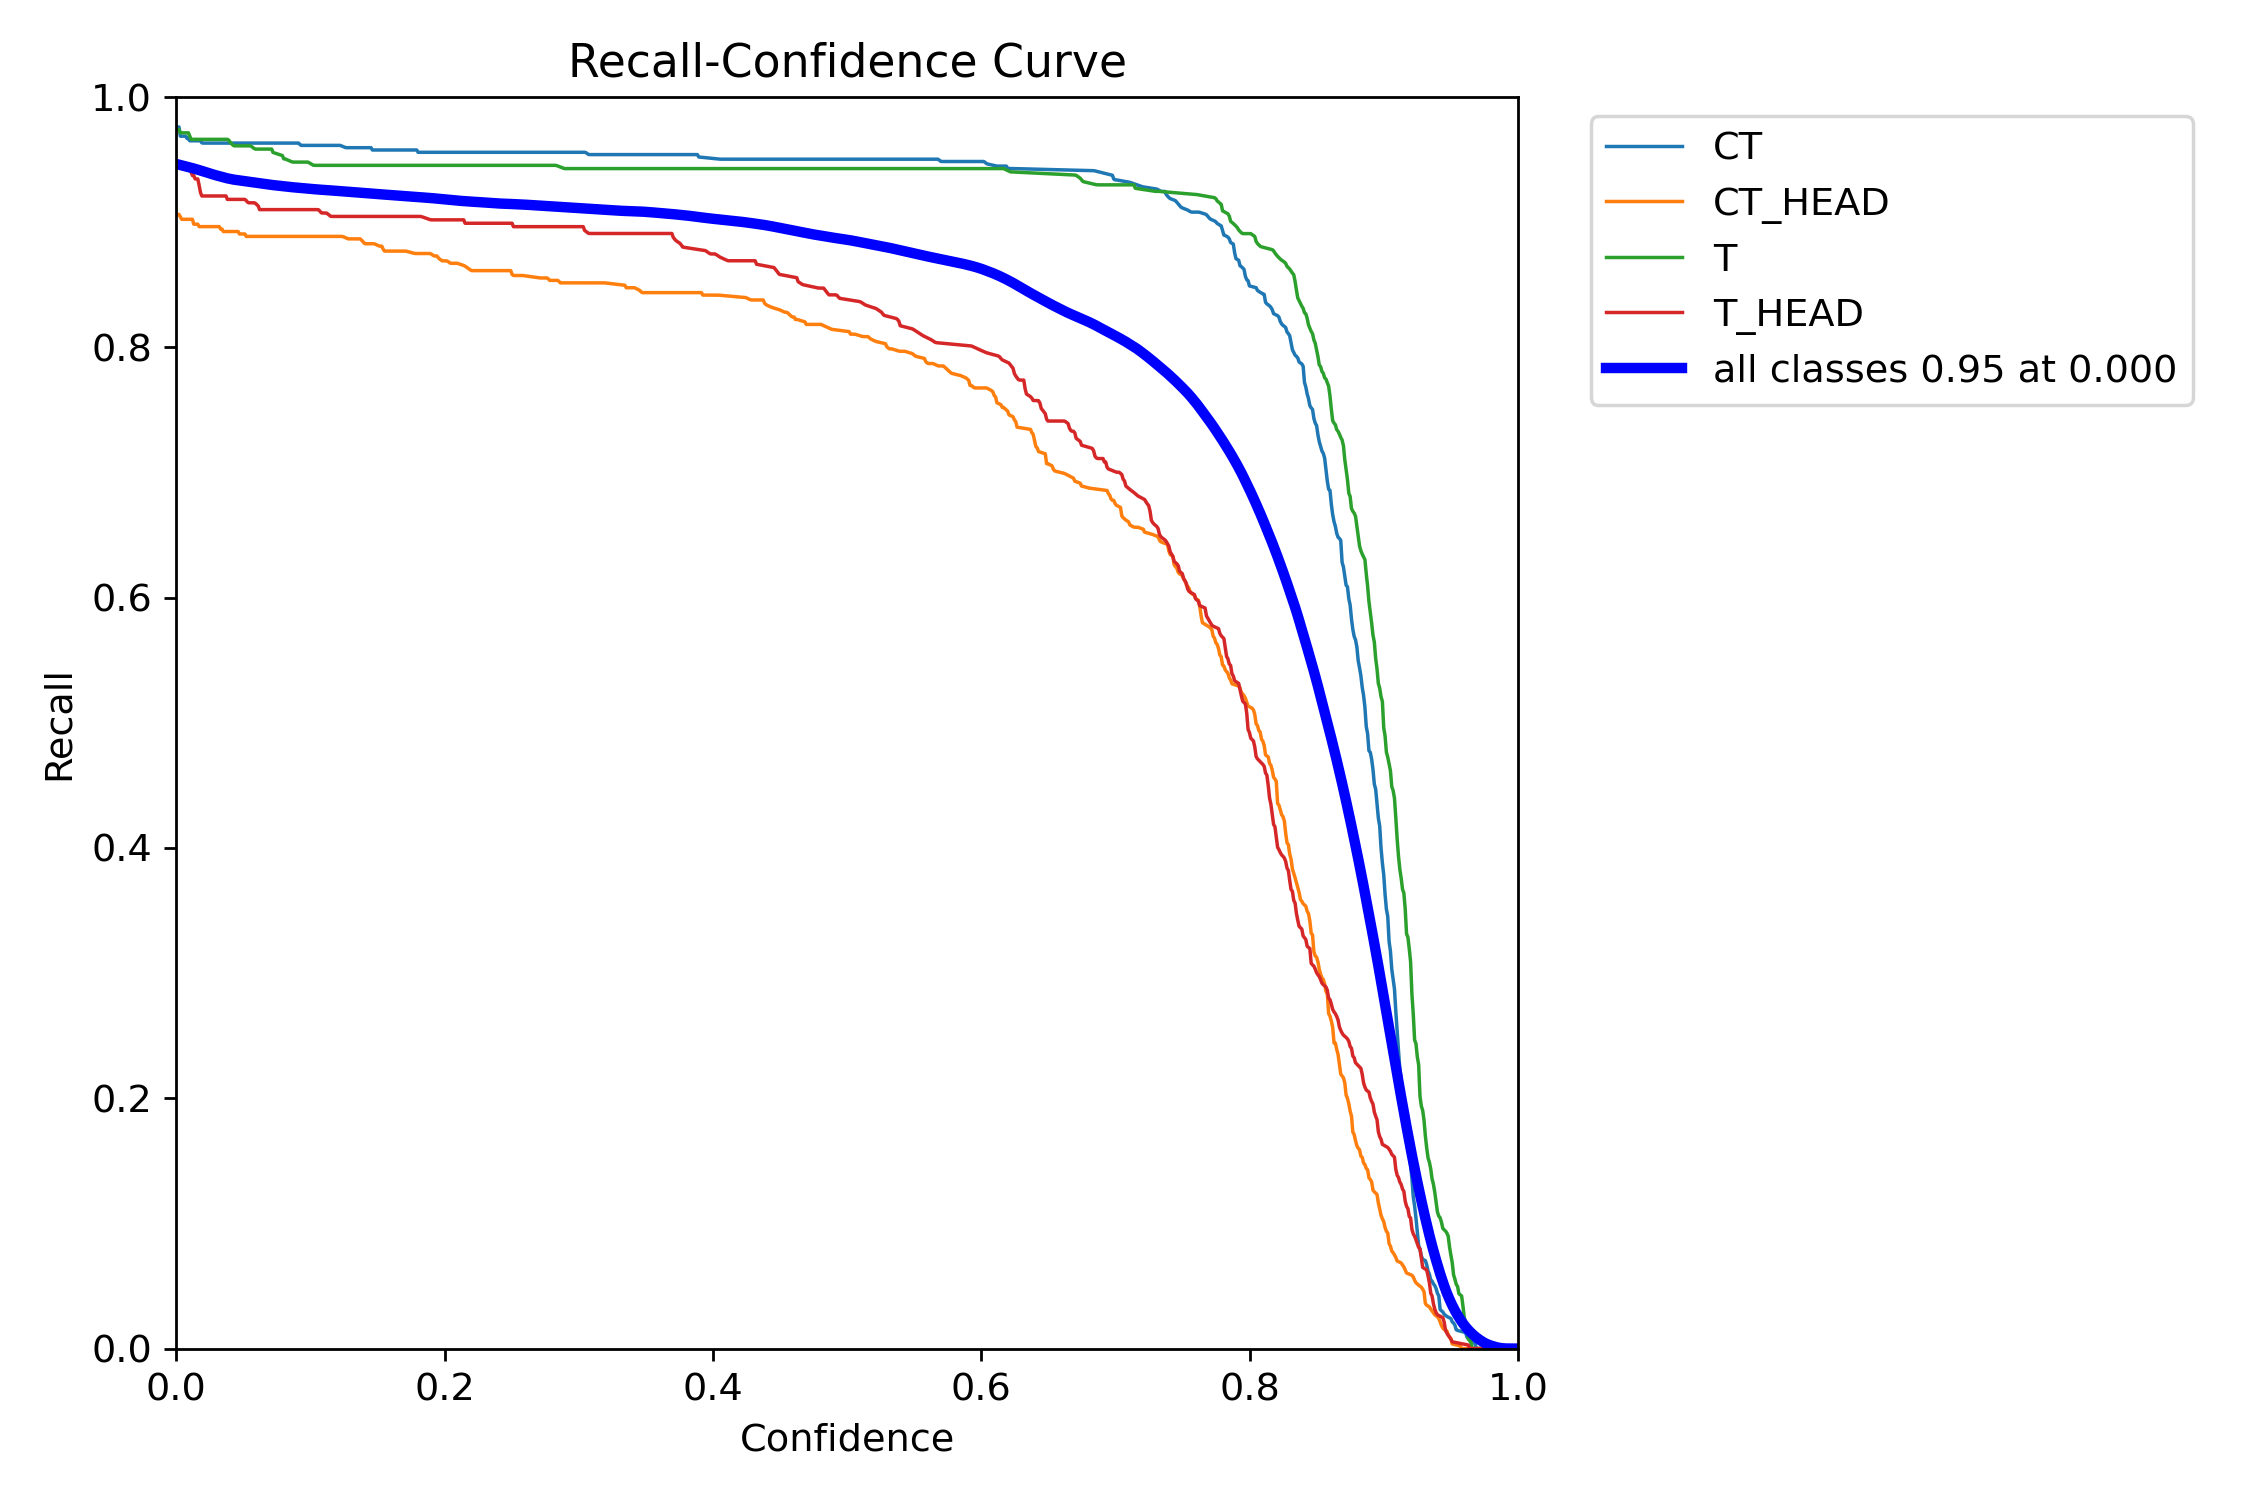 Recall-Confidence Curve
1.0
0.8
0.6
0.4
0.2
0.0
Recall
0.0 0.2 0.4 0.6 0.8 1.0
Confidence
CT
CT_HEAD
T
T_HEAD
all classes 0.95 at 0.000